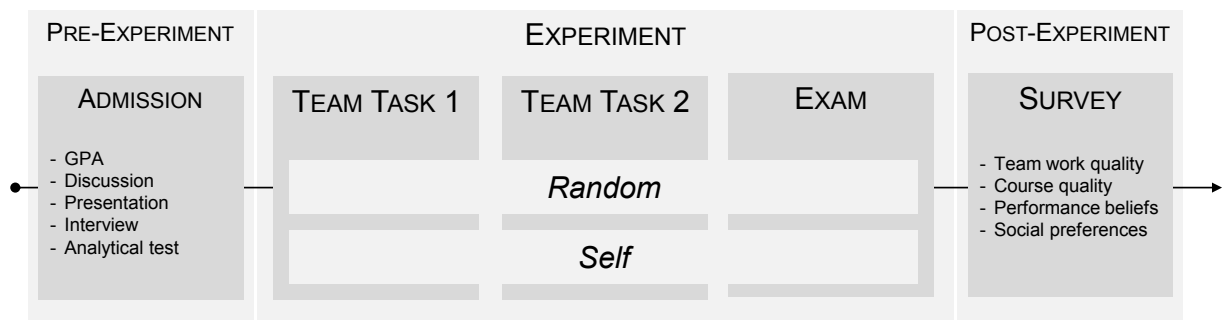 PRE-EXPERIMENT
EXPERIMENT
POST-EXPERIMENT
ADMISSION
- GPA
- Discussion
- Presentation
- Interview
- Analytical test
TEAM TASK 1
TEAM TASK 2
EXAM
Random
Self
SURVEY
- Team work quality
- Course quality
- Performance beliefs
- Social preferences